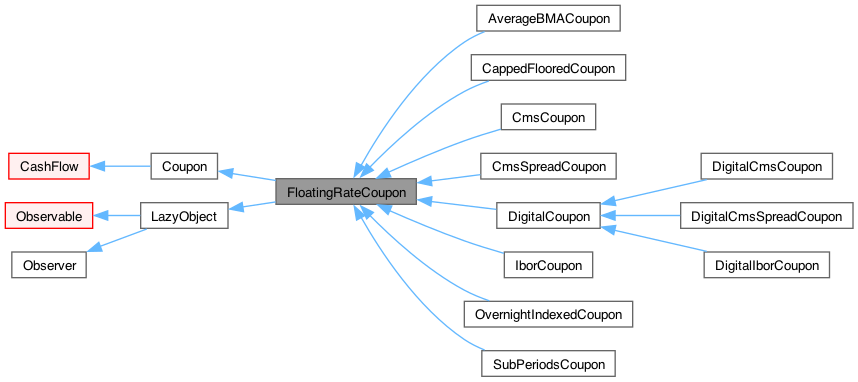 AverageBMACoupon
CappedFlooredCoupon
CmsCoupon
CashFlow
Coupon
CmsSpreadCoupon
DigitalCmsCoupon
FloatingRateCoupon
Observable
LazyObject
DigitalCoupon
DigitalCmsSpreadCoupon
Observer
IborCoupon
DigitalIborCoupon
OvernightIndexedCoupon
SubPeriodsCoupon